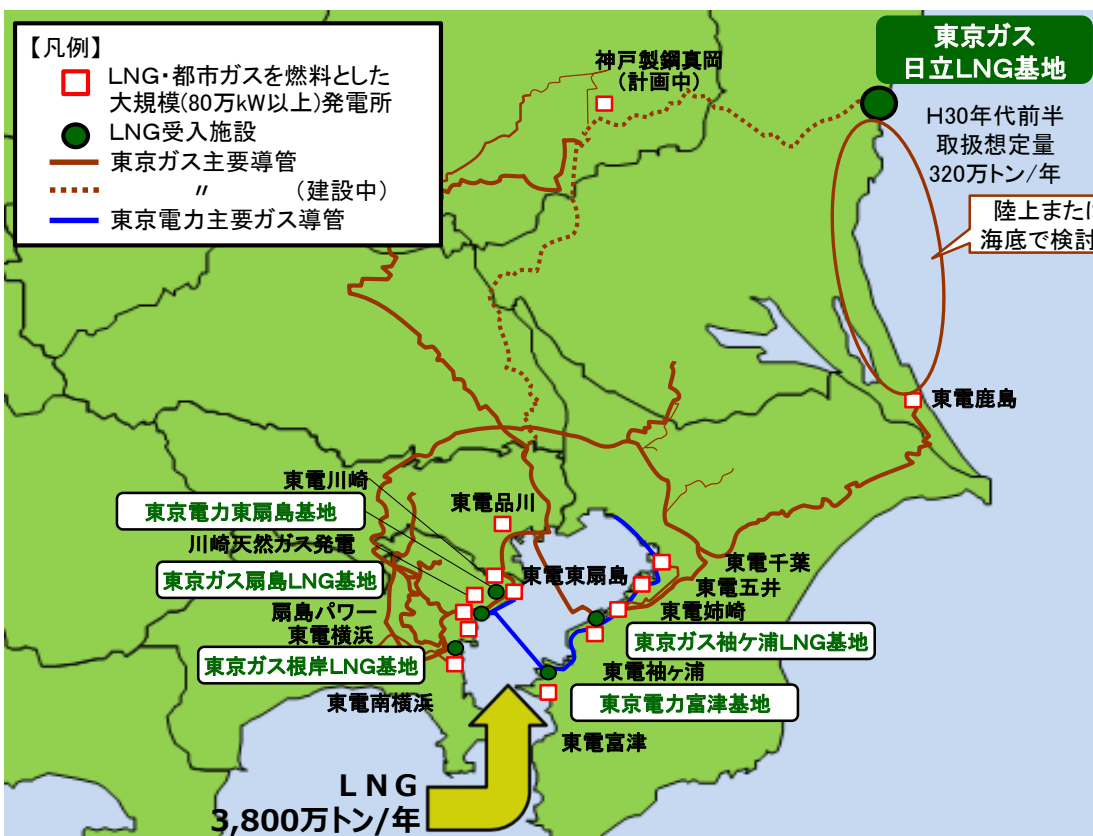 【凡例】
LNG・都市ガスを燃料とした
大規模(80万kW以上)発電所
LNG受入施設
東京ガス主要導管
〃 (建設中)
東京電力主要ガス導管
神戸製鋼真岡
(計画中)
東京ガス
日立LNG基地
H30年代前半
取扱想定量
320万トン/年
陸上または
海底で検討
東電鹿島
東電川崎
東京電力東扇島基地
東電品川
川崎天然ガス発電
東京ガス扇島LNG基地
東電東扇島
東電千葉
東電五井
扇島パワー
東電姉崎
東電横浜
東京ガス袖ケ浦LNG基地
東京ガス根岸LNG基地
東電袖ヶ浦
東電南横浜
東京電力富津基地
東電富津
LNG
3,800万トン/年